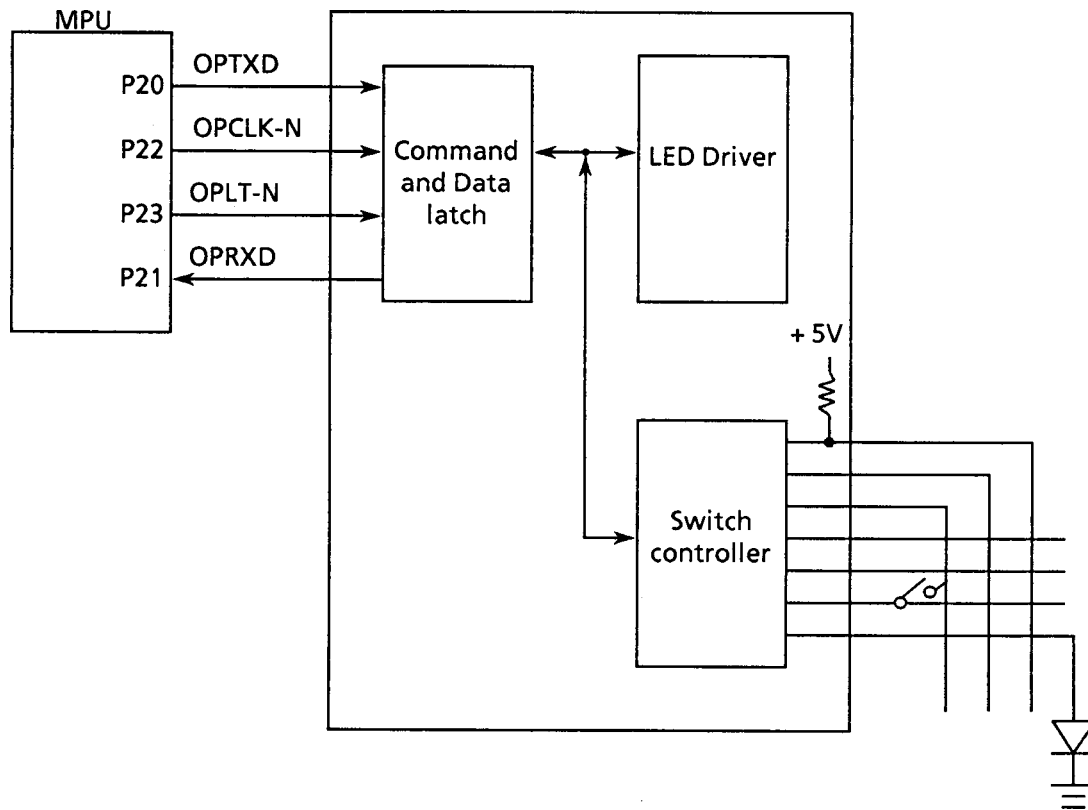 MPU
P20
OPTXD
P22
OPCLK-N
P23
OPLT-N
P21
OPRXD
Command
and Data
latch
LED Driver
+ 5V
Switch
controller